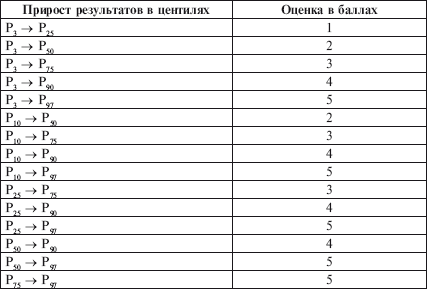 Прирост результатов в центилях Оценка в баллах
P3 → P25 1
P3 → P50 2
P3 → P75 3
P3 → P90 4
P3 → P97 5
P10 → P50 2
P10 → P75 3
P10 → P90 4
P10 → P97 5
P25 → P75 3
P25 → P90 4
P25 → P97 5
P50 → P90 4
P50 → P97 5
P75 → P97 5